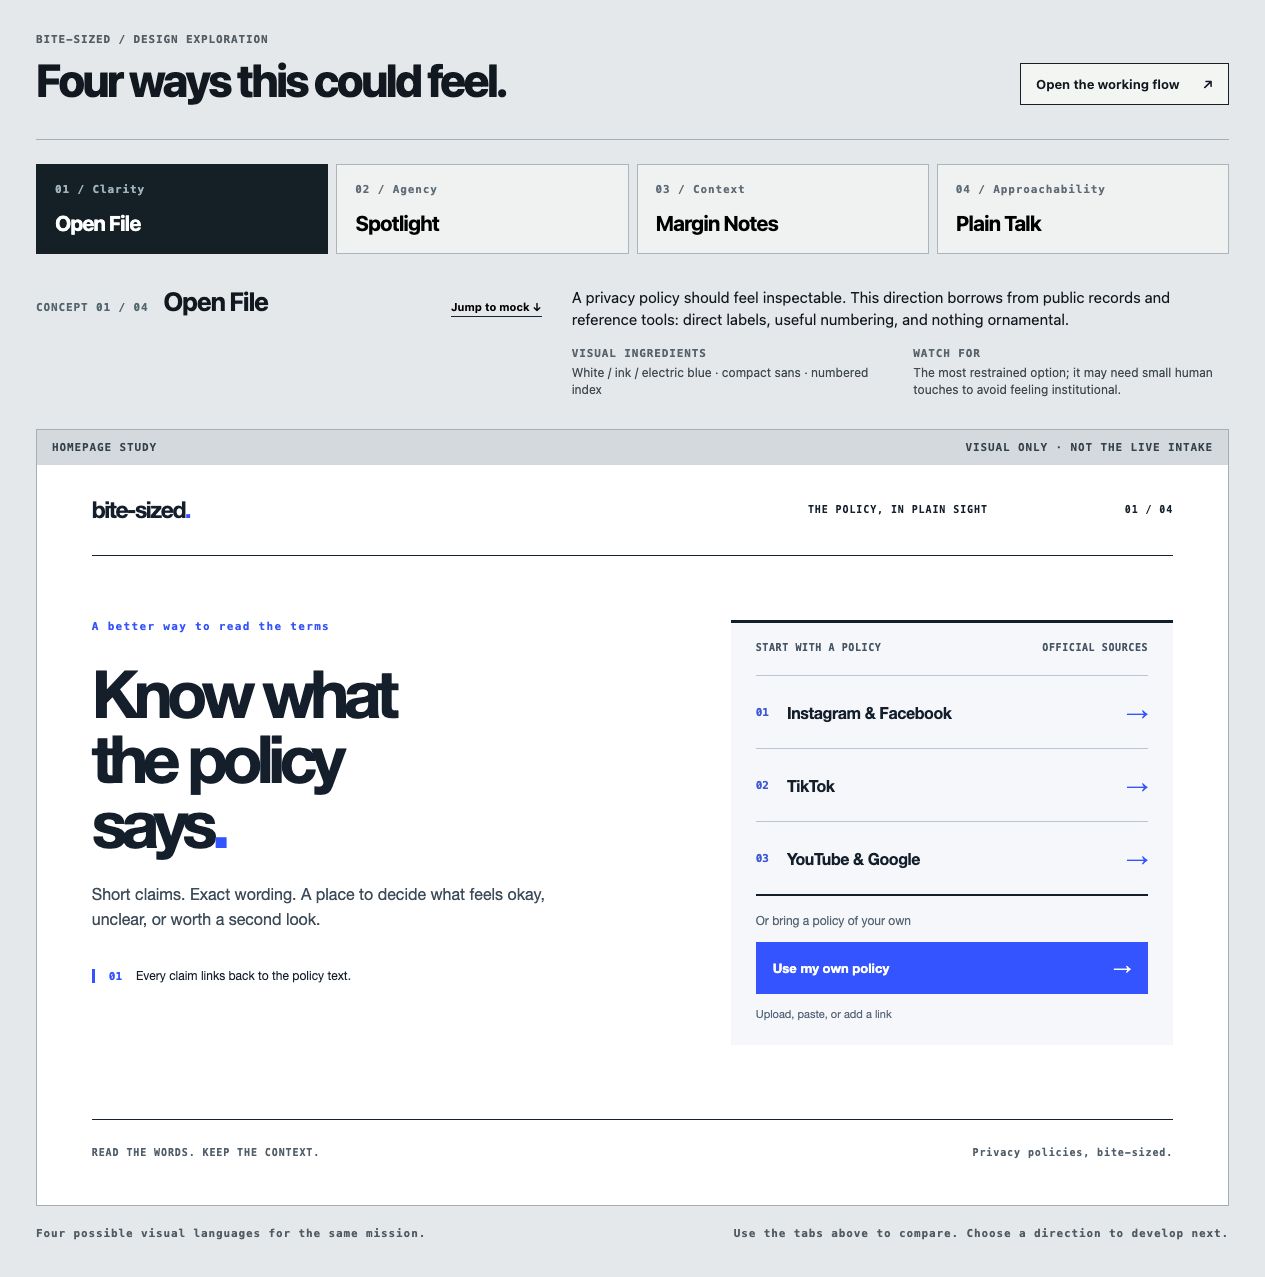 BITE-SIZED / DESIGN EXPLORATION
Four ways this could feel.
Open the working flow ↗
01 / Clarity
Open File
02 / Agency
Spotlight
03 / Context
Margin Notes
04 / Approachability
Plain Talk
CONCEPT 01 / 04 Open File
Jump to mock ↓
A privacy policy should feel inspectable. This direction borrows from public records and
reference tools: direct labels, useful numbering, and nothing ornamental.
VISUAL INGREDIENTS
White / ink / electric blue · compact sans · numbered
index
WATCH FOR
The most restrained option; it may need small human
touches to avoid feeling institutional.
HOMEPAGE STUDY
VISUAL ONLY · NOT THE LIVE INTAKE
bite-sized.
THE POLICY, IN PLAIN SIGHT
01 / 04
A better way to read the terms
Know what
the policy
says.
Short claims. Exact wording. A place to decide what feels okay,
unclear, or worth a second look.
01 Every claim links back to the policy text.
START WITH A POLICY
OFFICIAL SOURCES
01 Instagram & Facebook →
02 TikTok →
03 YouTube & Google →
Or bring a policy of your own
Use my own policy →
Upload, paste, or add a link
READ THE WORDS. KEEP THE CONTEXT.
Privacy policies, bite-sized.
Four possible visual languages for the same mission.
Use the tabs above to compare. Choose a direction to develop next.